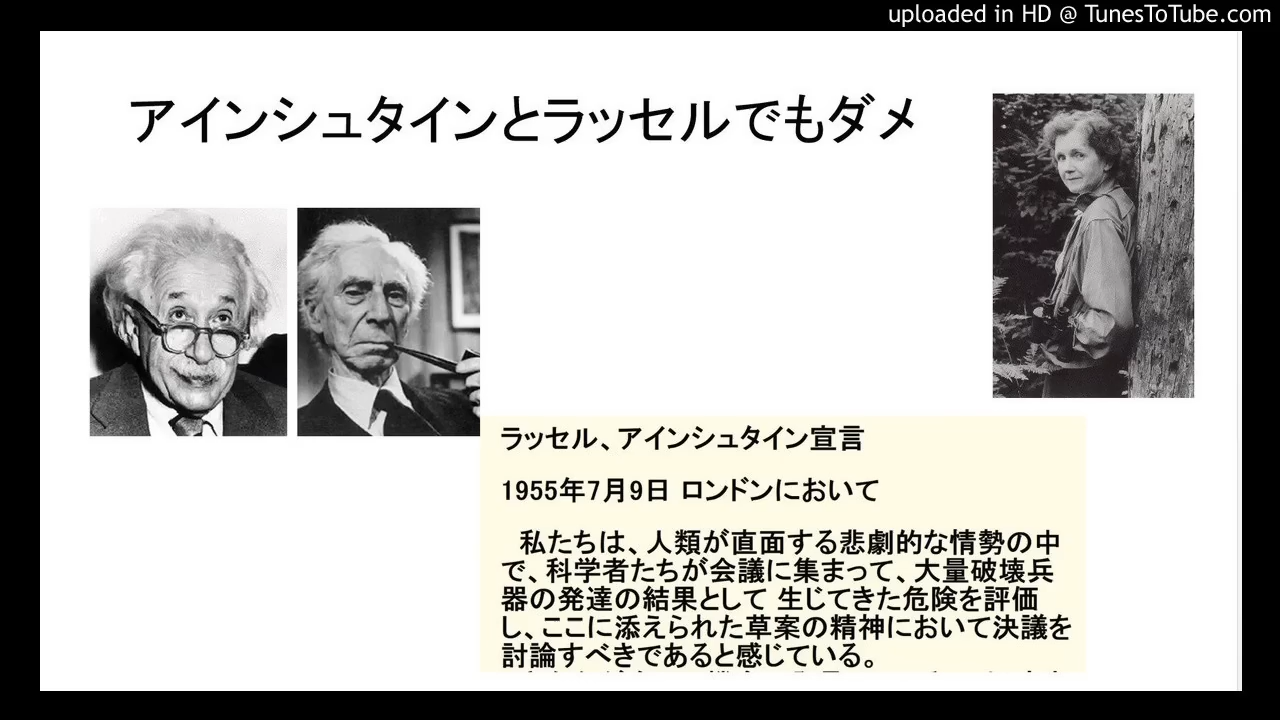 uploaded in HD @ TunesToTube.com
アインシュタインとラッセルでもダメ
ラッセル、アインシュタイン宣言
1955年7月9日 ロンドンにおいて
私たちは、人類が直面する悲劇的な情勢の中
で、科学者たちが会議に集まって、大量破壊兵
器の発達の結果として 生じてきた危険を評価
し、ここに添えられた草案の精神において決議を
討論すべきであると感じている。